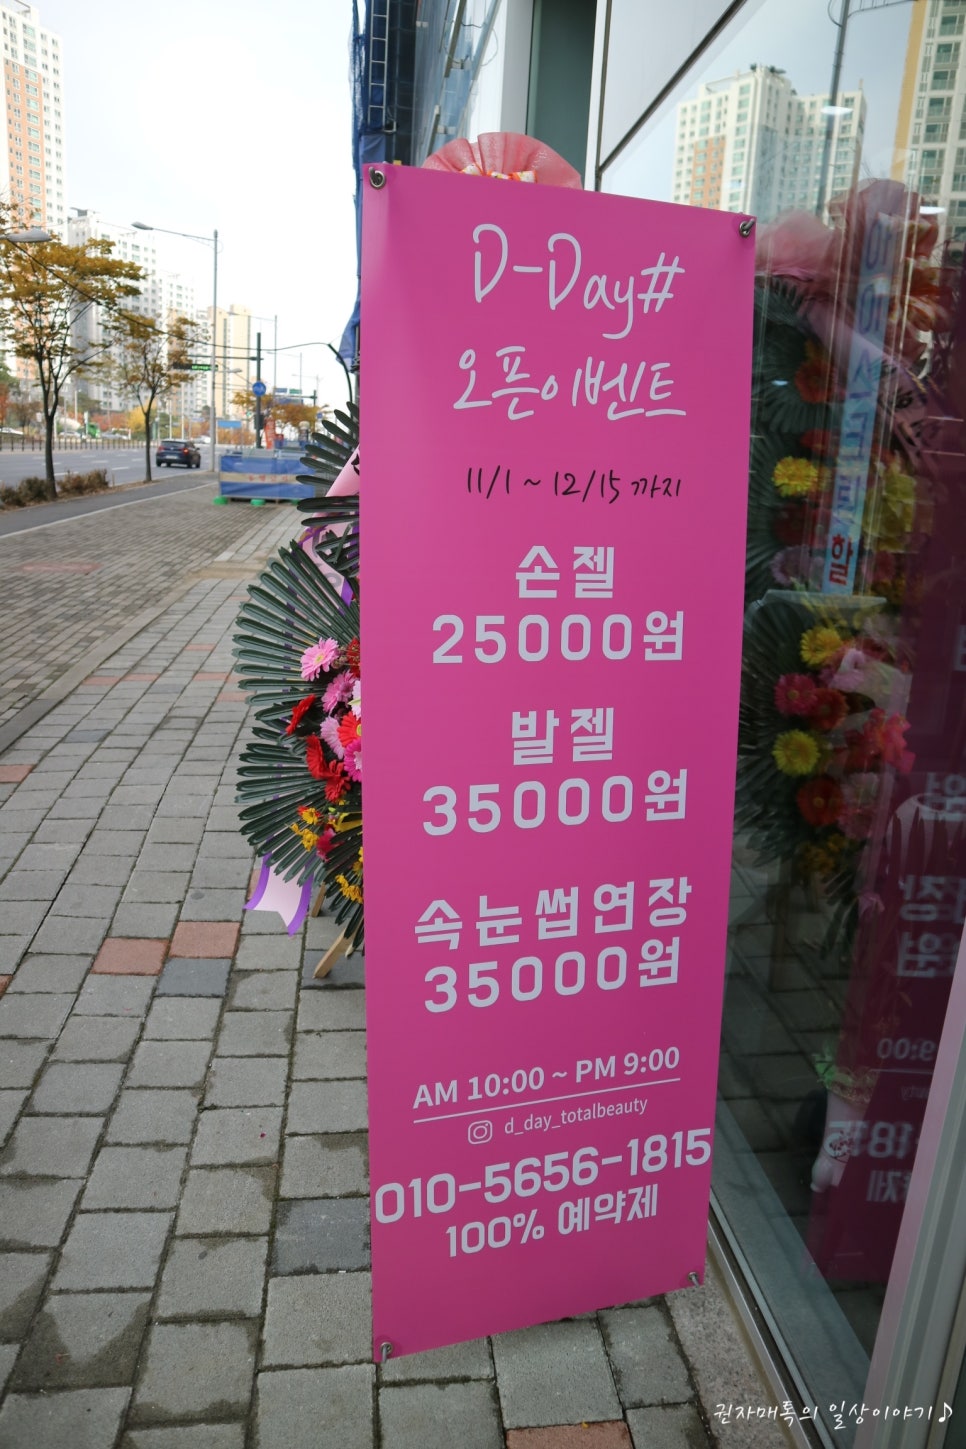 D-Day#
오픈이벤트
11/1 ~ 12/15 까지
손젤
25000원
발젤
35000원
속눈썹연장
35000원
AM 10:00 ~ PM 9:00
d_day_totalbeauty
010-5656-1815
100% 예약제
권자매톡의 일상이야기♪